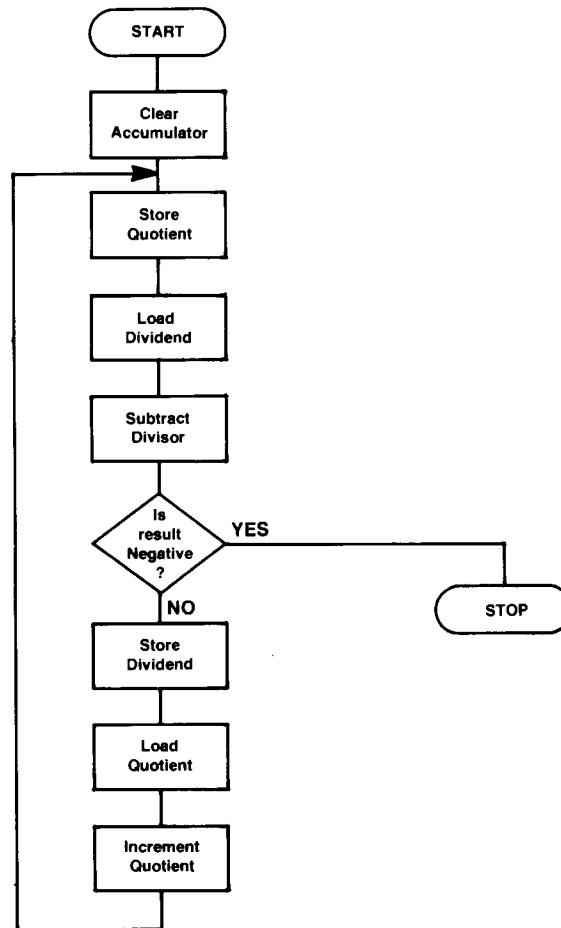 START
Clear
Accumulator
Store
Quotient
Load
Dividend
Subtract
Divisor
Is
result
Negative
?
YES
NO
STOP
Store
Dividend
Load
Quotient
Increment
Quotient